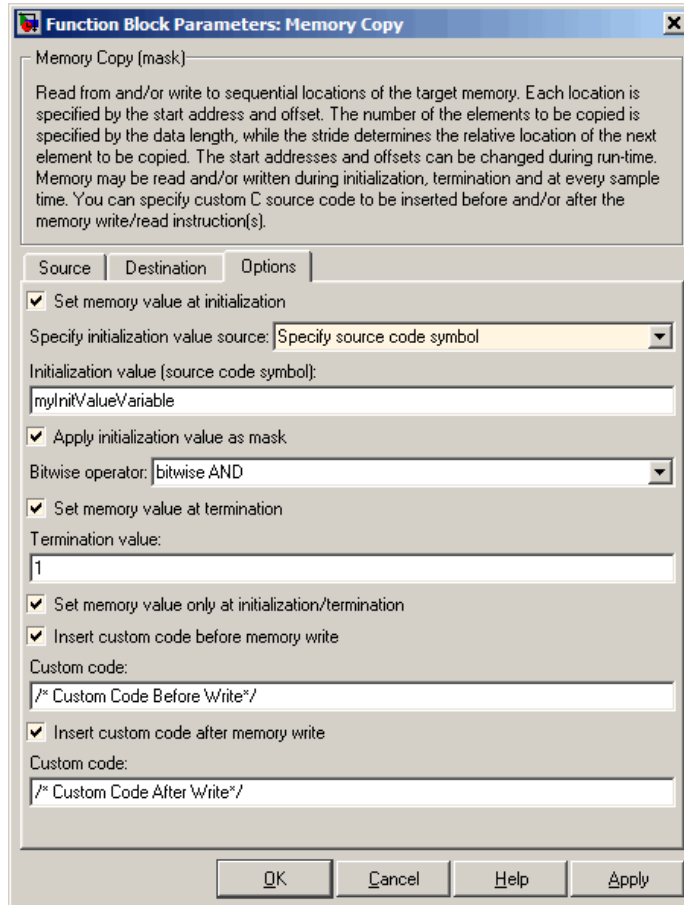 Function Block Parameters: Memory Copy
Memory Copy (mask)
Read from and/or write to sequential locations of the target memory. Each location is
specified by the start address and offset. The number of the elements to be copied is
specified by the data length, while the stride determines the relative location of the next
element to be copied. The start addresses and offsets can be changed during run-time.
Memory may be read and/or written during initialization, termination and at every sample
time. You can specify custom C source code to be inserted before and/or after the
memory write/read instruction(s).
Source Destination Options
Set memory value at initialization
Specify initialization value source: Specify source code symbol
Initialization value (source code symbol):
myInitValueVariable
Apply initialization value as mask
Bitwise operator: bitwise AND
Set memory value at termination
Termination value:
1
Set memory value only at initialization/termination
Insert custom code before memory write
Custom code:
/* Custom Code Before Write*/
Insert custom code after memory write
Custom code:
/* Custom Code After Write*/
OK Cancel Help Apply